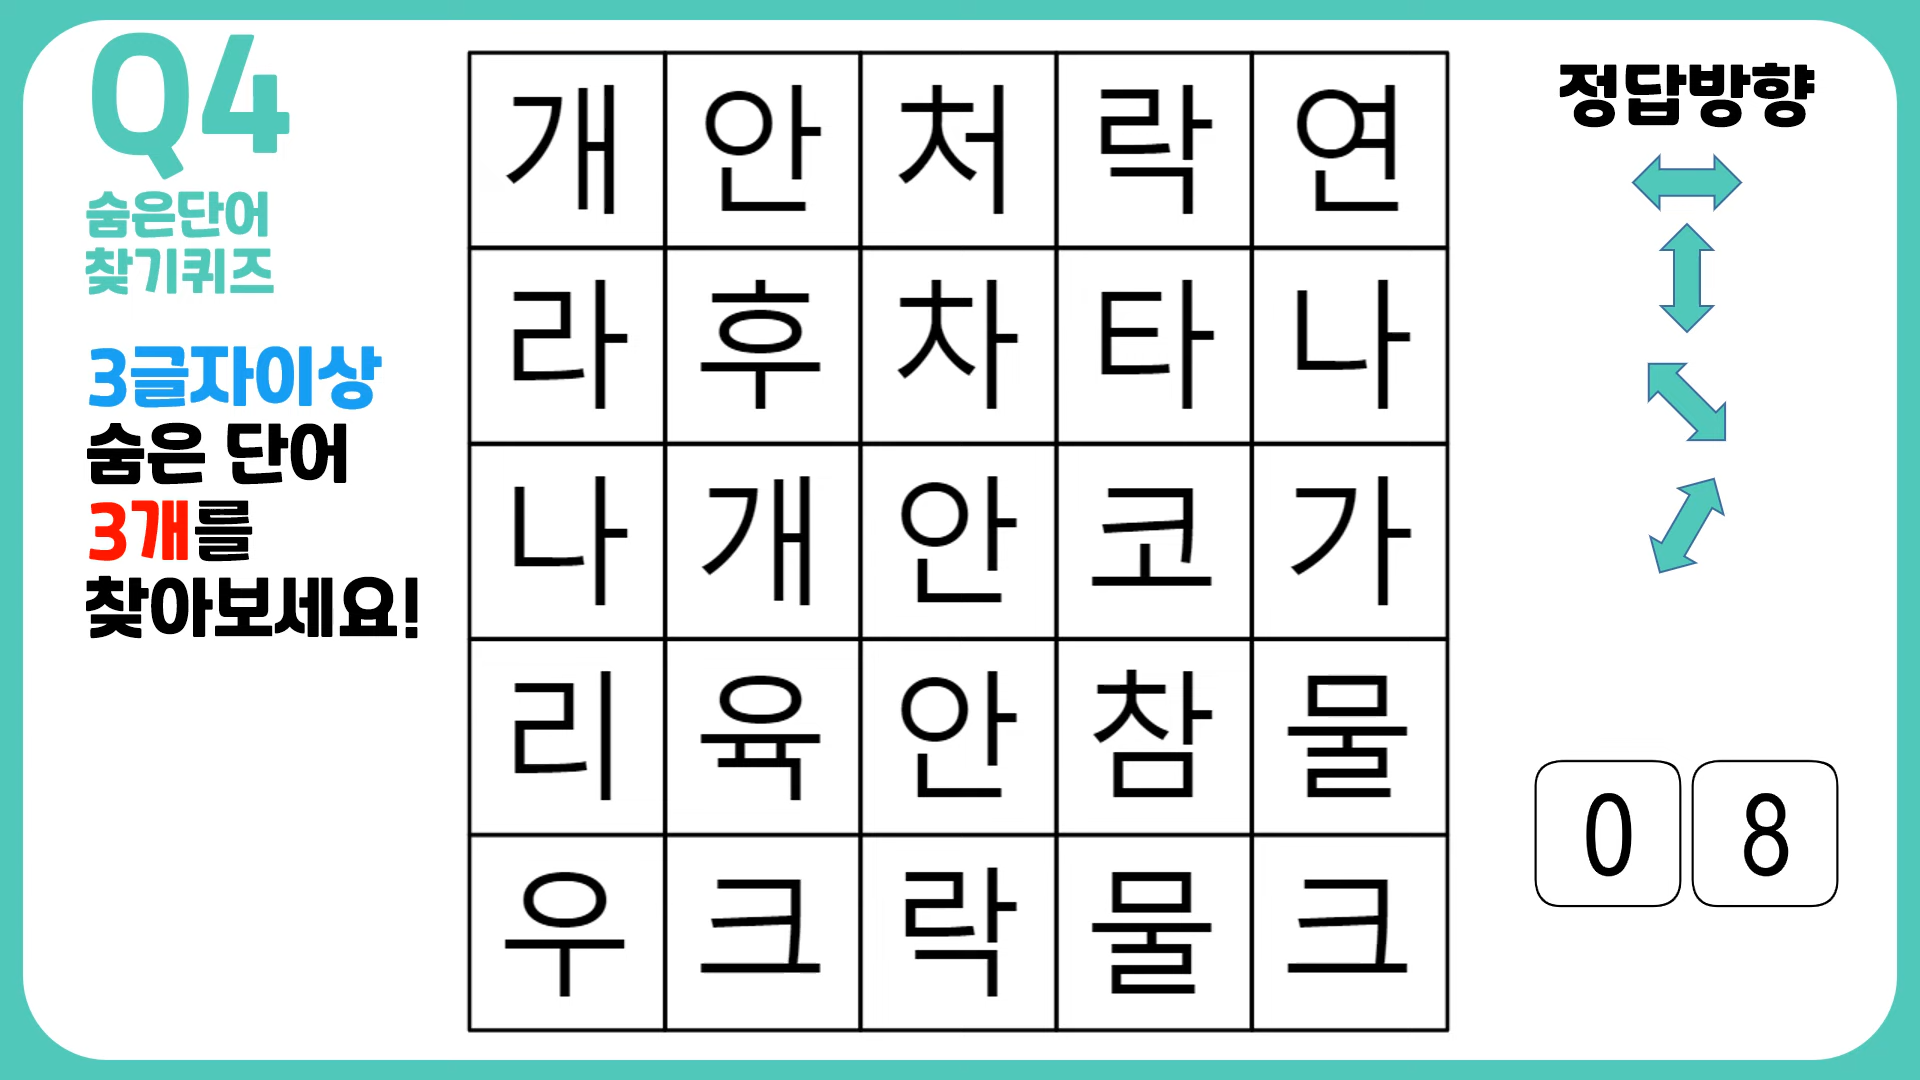 Q4
숨은단어
찾기퀴즈
3글자이상
숨은 단어
3개를
찾아보세요!
개 안 처 락 연
라 후 차 타 나
나 개 안 코 가
리 육 안 참 물
우 크 락 물 크
정답방향
0 8